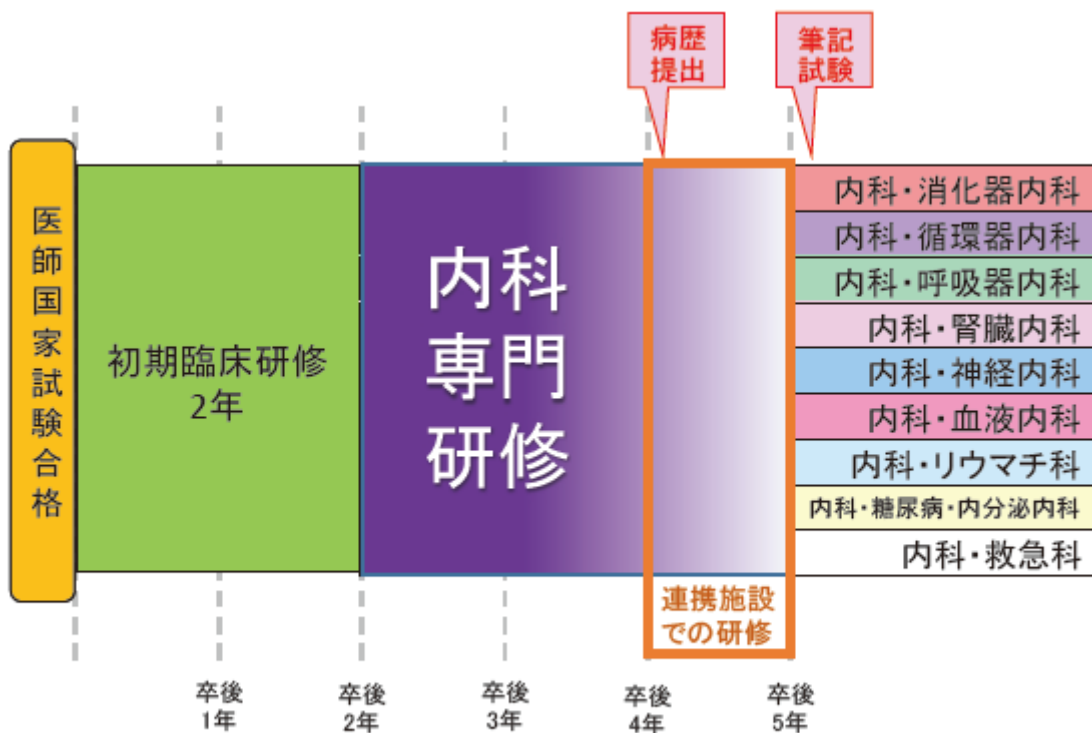 病歴
提出
筆記
試験
医師国家試験合格
初期臨床研修
2年
内科
専門
研修
内科・消化器内科
内科・循環器内科
内科・呼吸器内科
内科・腎臓内科
内科・神経内科
内科・血液内科
内科・リウマチ科
内科・糖尿病・内分泌内科
内科・救急科
連携施設
での研修
卒後
1年
卒後
2年
卒後
3年
卒後
4年
卒後
5年